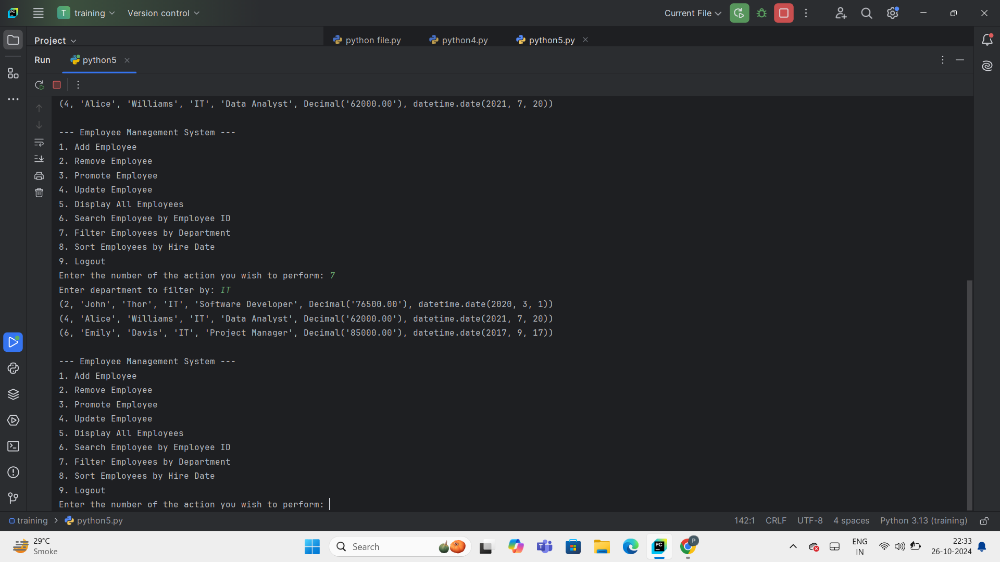 T training Version control Current File
Project python file.py python4.py python5.py
Run python5
(4, 'Alice', 'Williams', 'IT', 'Data Analyst', Decimal('62000.00'), datetime.date(2021, 7, 20))
--- Employee Management System ---
1. Add Employee
2. Remove Employee
3. Promote Employee
4. Update Employee
5. Display All Employees
6. Search Employee by Employee ID
7. Filter Employees by Department
8. Sort Employees by Hire Date
9. Logout
Enter the number of the action you wish to perform: 7
Enter department to filter by: IT
(2, 'John', 'Thor', 'IT', 'Software Developer', Decimal('76500.00'), datetime.date(2020, 3, 1))
(4, 'Alice', 'Williams', 'IT', 'Data Analyst', Decimal('62000.00'), datetime.date(2021, 7, 20))
(6, 'Emily', 'Davis', 'IT', 'Project Manager', Decimal('85000.00'), datetime.date(2017, 9, 17))
--- Employee Management System ---
1. Add Employee
2. Remove Employee
3. Promote Employee
4. Update Employee
5. Display All Employees
6. Search Employee by Employee ID
7. Filter Employees by Department
8. Sort Employees by Hire Date
9. Logout
Enter the number of the action you wish to perform:
training > python5.py 142:1 CRLF UTF-8 4 spaces Python 3.13 (training)
29°C
Smoke
Search
ENG
IN
22:33
26-10-2024